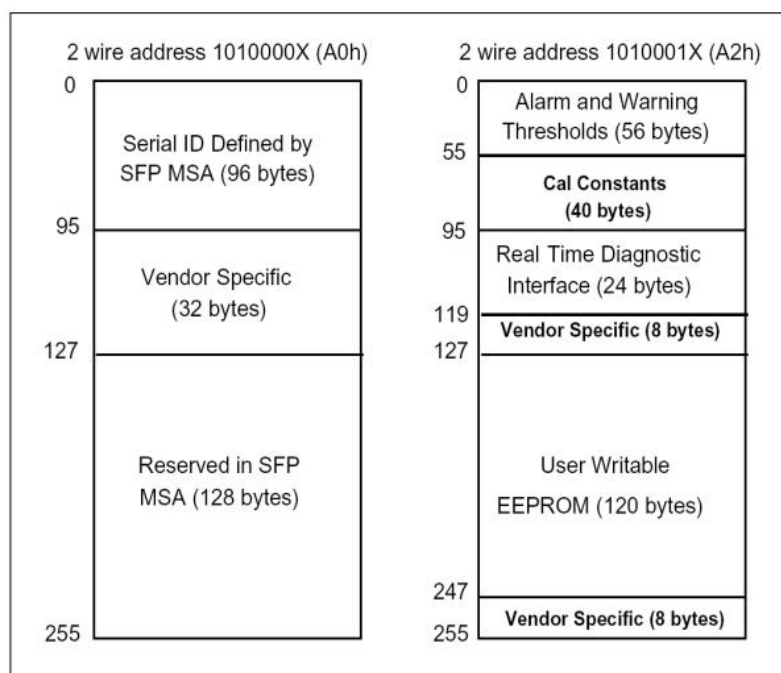 2 wire address 1010000X (A0h)
0
Serial ID Defined by
SFP MSA (96 bytes)
95
Vendor Specific
(32 bytes)
127
Reserved in SFP
MSA (128 bytes)
255
2 wire address 1010001X (A2h)
0
Alarm and Warning
Thresholds (56 bytes)
55
Cal Constants
(40 bytes)
95
Real Time Diagnostic
Interface (24 bytes)
119
Vendor Specific (8 bytes)
127
User Writable
EEPROM (120 bytes)
247
Vendor Specific (8 bytes)
255